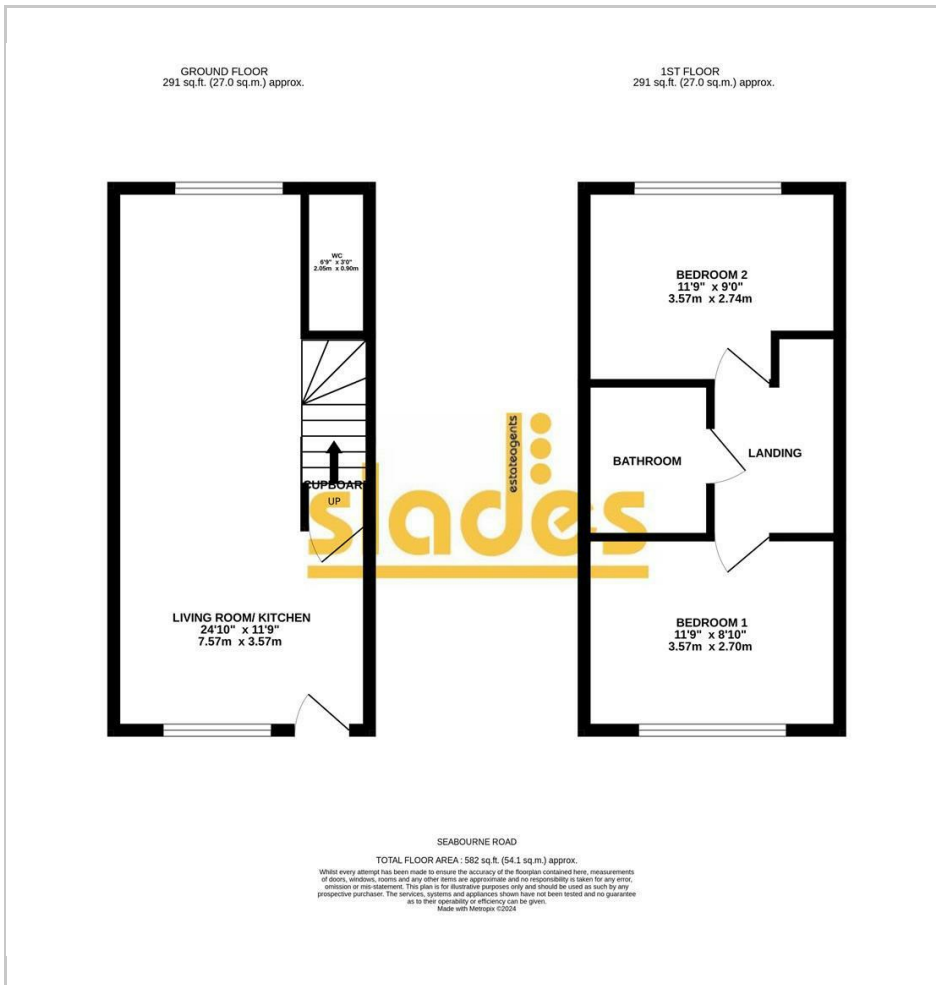 GROUND FLOOR
291 sq.ft. (27.0 sq.m.) approx.
1ST FLOOR
291 sq.ft. (27.0 sq.m.) approx.
WC
6'9" x 3'0"
2.05m x 0.90m
CUPBOARD
UP
LIVING ROOM/ KITCHEN
24'10" x 11'9"
7.57m x 3.57m
estateagents
slades
BEDROOM 2
11'9" x 9'0"
3.57m x 2.74m
BATHROOM
LANDING
BEDROOM 1
11'9" x 8'10"
3.57m x 2.70m
SEABOURNE ROAD
TOTAL FLOOR AREA : 582 sq.ft. (54.1 sq.m.) approx.
Whilst every attempt has been made to ensure the accuracy of the floorplan contained here, measurements
of doors, windows, rooms and any other items are approximate and no responsibility is taken for any error,
omission or mis-statement. This plan is for illustrative purposes only and should be used as such by any
prospective purchaser. The services, systems and appliances shown have not been tested and no guarantee
as to their operability or efficiency can be given.
Made with Metropix ©2024